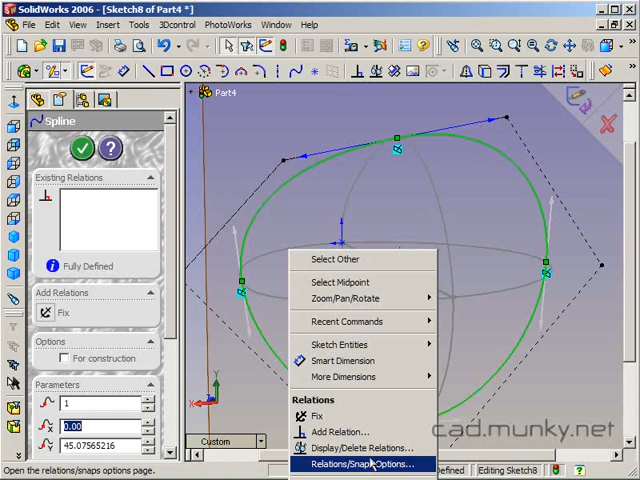 SolidWorks 2006 - [Sketch8 of Part4 *]
File Edit View Insert Tools 3Dcontrol PhotoWorks Window Help
Spline
Part4
Existing Relations
Fully Defined
Add Relations
Fix
Options
For construction
Parameters
1
0.00
45.07565216
Select Other
Select Midpoint
Zoom/Pan/Rotate
Recent Commands
Sketch Entities
Smart Dimension
More Dimensions
Relations
Fix
Add Relation...
Display/Delete Relations...
Relations/Snaps Options...
Y
X
Custom
cad.munky.net
Open the relations/snaps options page.
Defined
Editing Sketch8